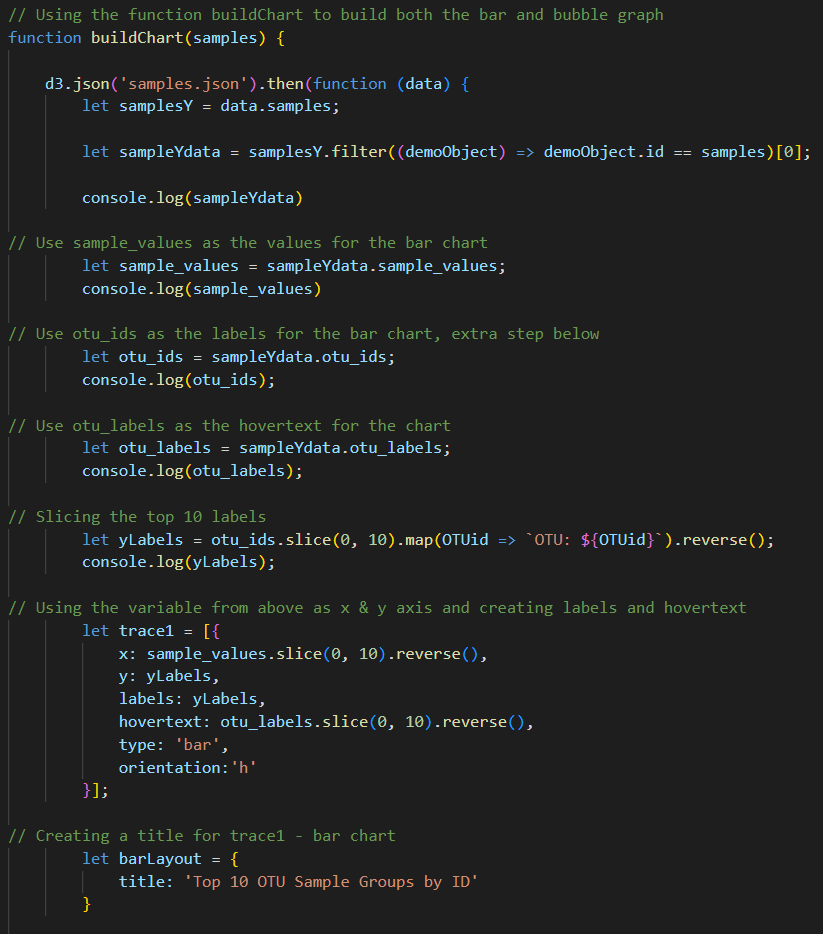 // Using the function buildChart to build both the bar and bubble graph
function buildChart(samples) {
d3.json('samples.json').then(function (data) {
let samplesY = data.samples;
let sampleYdata = samplesY.filter((demoObject) => demoObject.id == samples)[0];
console.log(sampleYdata)
// Use sample_values as the values for the bar chart
let sample_values = sampleYdata.sample_values;
console.log(sample_values)
// Use otu_ids as the labels for the bar chart, extra step below
let otu_ids = sampleYdata.otu_ids;
console.log(otu_ids);
// Use otu_labels as the hovertext for the chart
let otu_labels = sampleYdata.otu_labels;
console.log(otu_labels);
// Slicing the top 10 labels
let yLabels = otu_ids.slice(0, 10).map(OTUid => `OTU: ${OTUid}`).reverse();
console.log(yLabels);
// Using the variable from above as x & y axis and creating labels and hovertext
let trace1 = [{
x: sample_values.slice(0, 10).reverse(),
y: yLabels,
labels: yLabels,
hovertext: otu_labels.slice(0, 10).reverse(),
type: 'bar',
orientation:'h'
}];
// Creating a title for trace1 - bar chart
let barLayout = {
title: 'Top 10 OTU Sample Groups by ID'
}